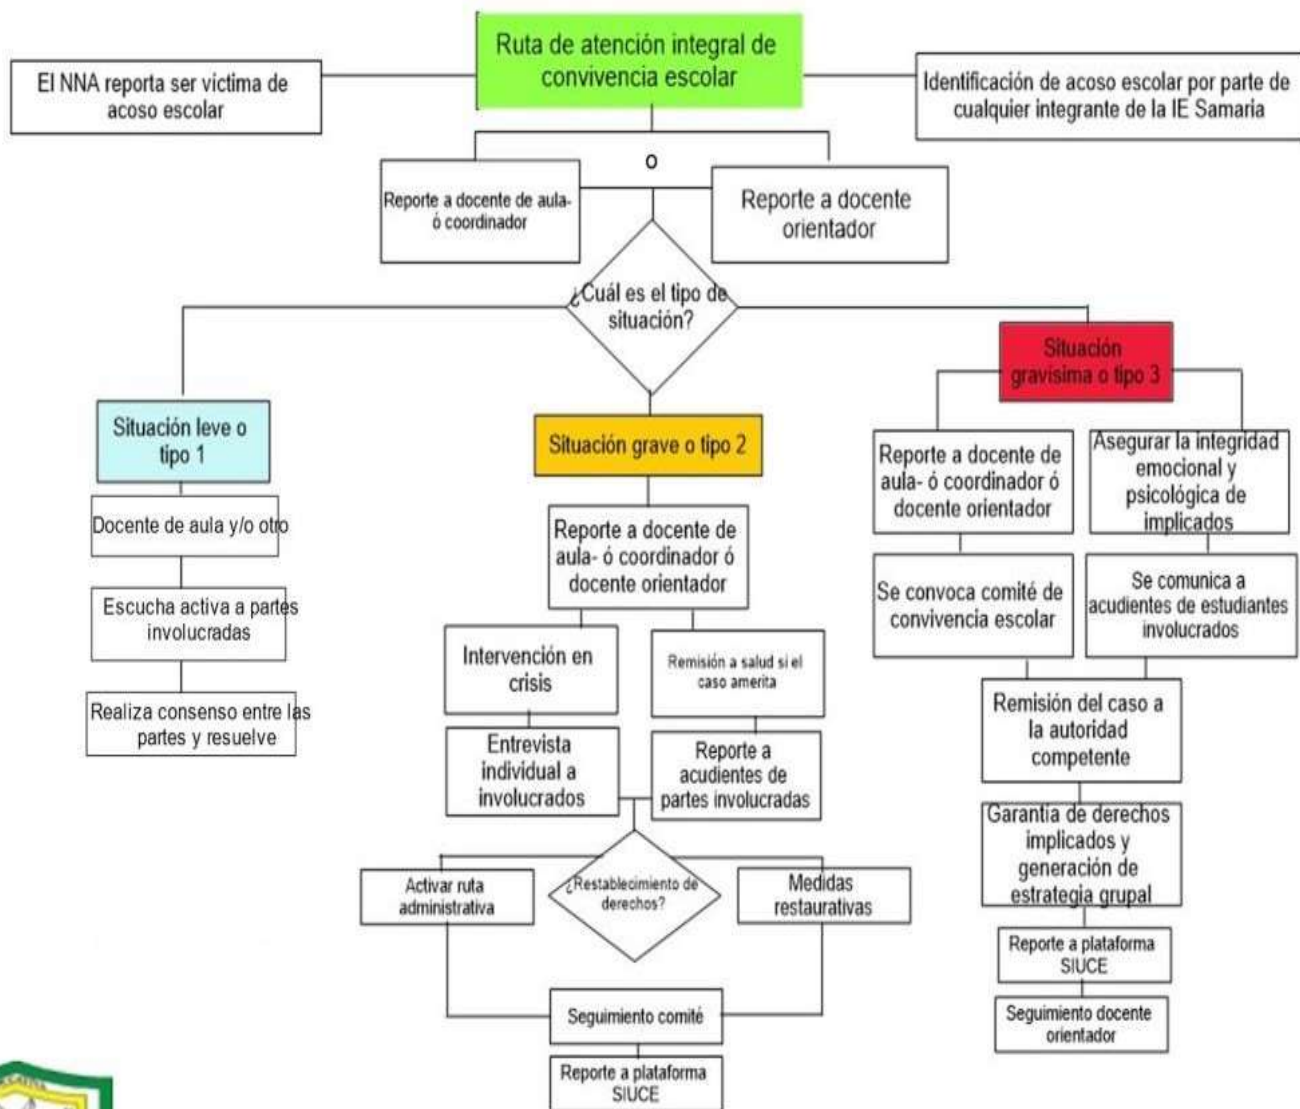 Ruta de atención integral de
convivencia escolar
El NNA reporta ser víctima de
acoso escolar
Identificación de acoso escolar por parte de
cualquier integrante de la IE Samaria
o
Reporte a docente de aula-
ó coordinador
Reporte a docente
orientador
¿Cuál es el tipo de
situación?
Situación leve o
tipo 1
Docente de aula y/o otro
Escucha activa a partes
involucradas
Realiza consenso entre las
partes y resuelve
Situación grave o tipo 2
Reporte a docente de
aula- ó coordinador ó
docente orientador
Intervención en
crisis
Remisión a salud si el
caso amerita
Entrevista
individual a
involucrados
Reporte a
acudientes de
partes involucradas
¿Restablecimiento de
derechos?
Activar ruta
administrativa
Medidas
restaurativas
Seguimiento comité
Reporte a plataforma
SIUCE
Situación
gravísima o tipo 3
Reporte a docente de
aula- ó coordinador ó
docente orientador
Asegurar la integridad
emocional y
psicológica de
implicados
Se convoca comité de
convivencia escolar
Se comunica a
acudientes de estudiantes
involucrados
Remisión del caso a
la autoridad
competente
Garantía de derechos
implicados y
generación de
estrategia grupal
Reporte a plataforma
SIUCE
Seguimiento docente
orientador